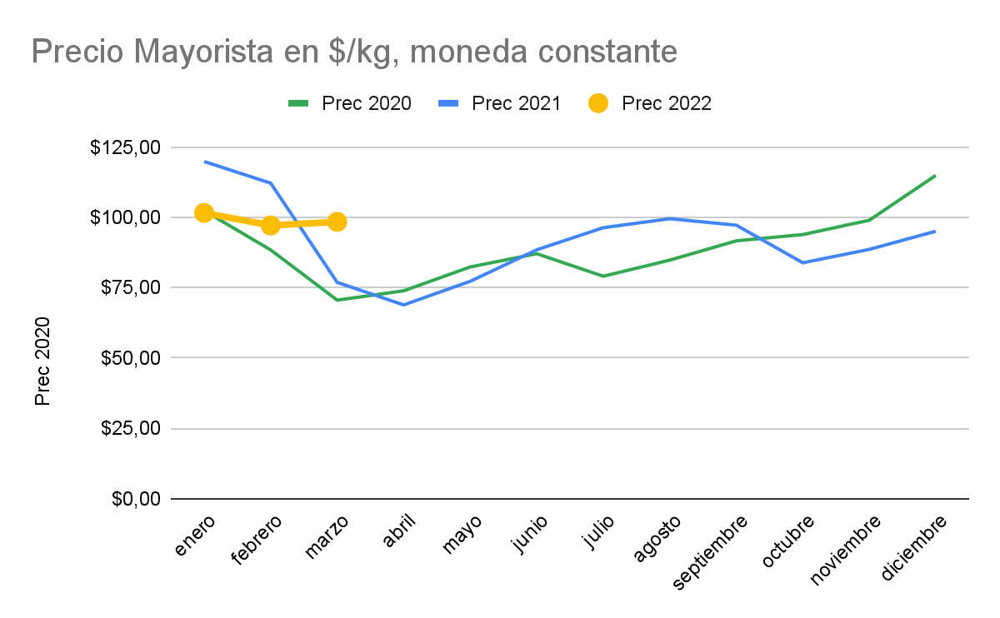 Precio Mayorista en $/kg, moneda constante
Prec 2020 Prec 2021 Prec 2022
$125,00
$100,00
$75,00
$50,00
$25,00
$0,00
Prec 2020
enero
febrero
marzo
abril
mayo
junio
julio
agosto
septiembre
octubre
noviembre
diciembre